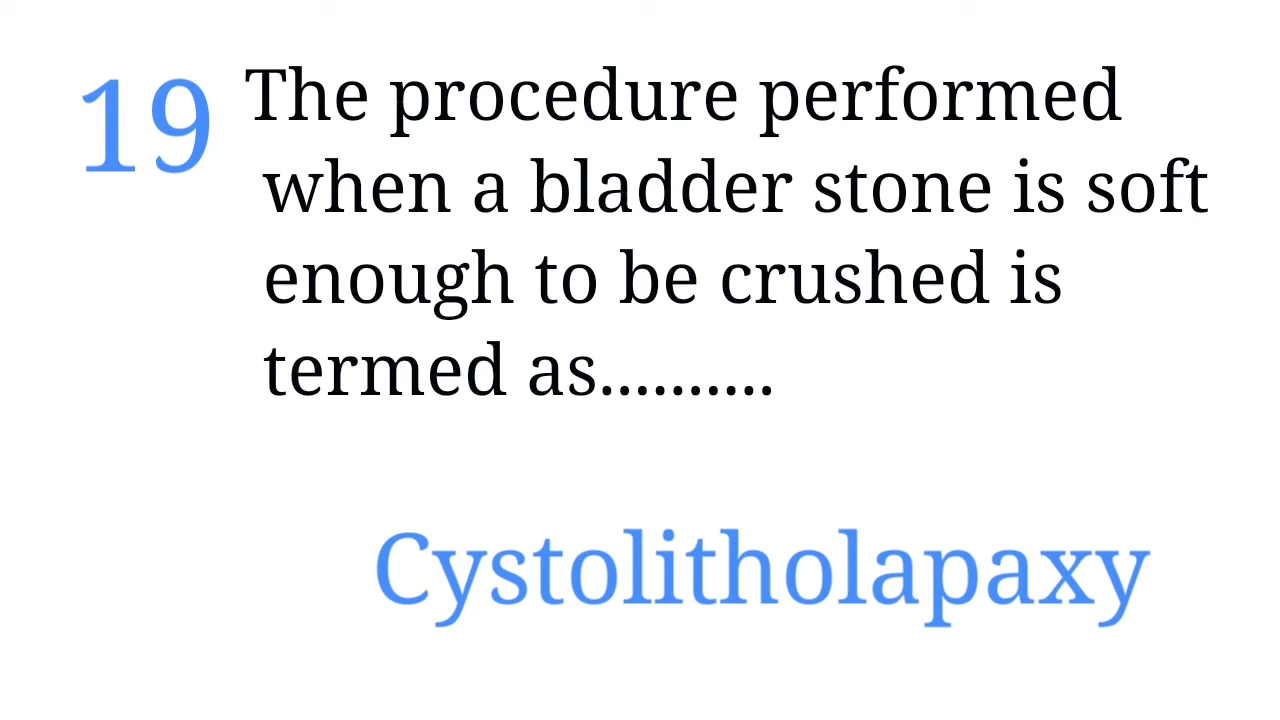 19 The procedure performed
when a bladder stone is soft
enough to be crushed is
termed as..........
Cystolitholapaxy